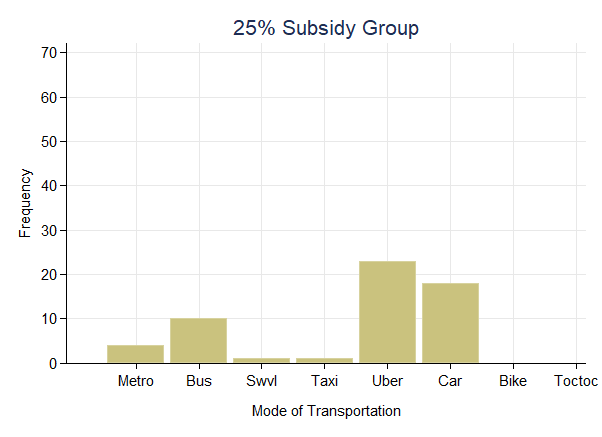 25% Subsidy Group
70
60
50
40
30
20
10
0
Frequency
Metro Bus Swvl Taxi Uber Car Bike Toctoc
Mode of Transportation